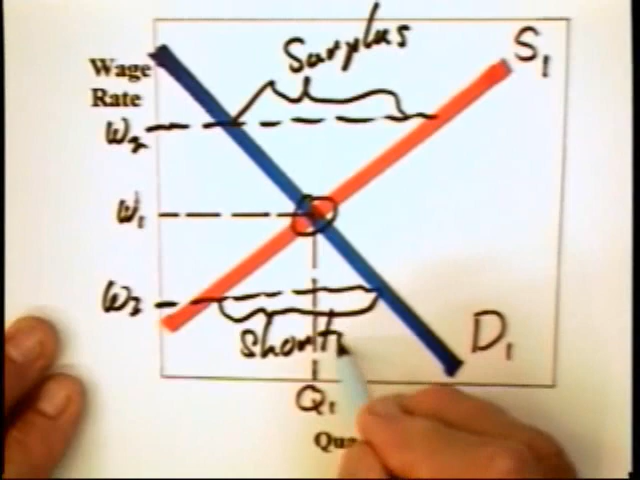 Surplus
S₁
Wage
Rate
W₂
W₁
W₃
D₁
Q₁